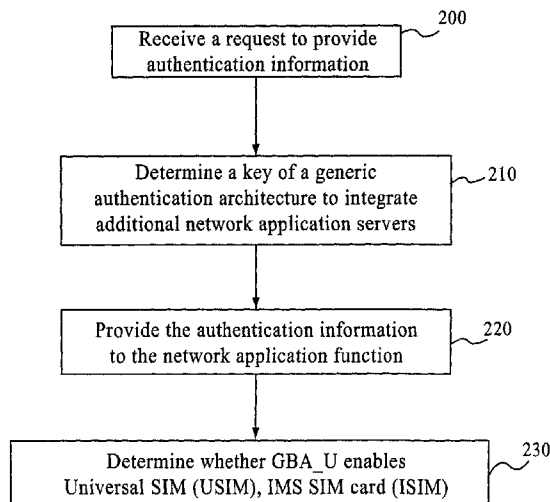 200
Receive a request to provide
authentication information
Determine a key of a generic
authentication architecture to integrate
additional network application servers
210
Provide the authentication information
to the network application function
220
Determine whether GBA_U enables
Universal SIM (USIM), IMS SIM card (ISIM)
230